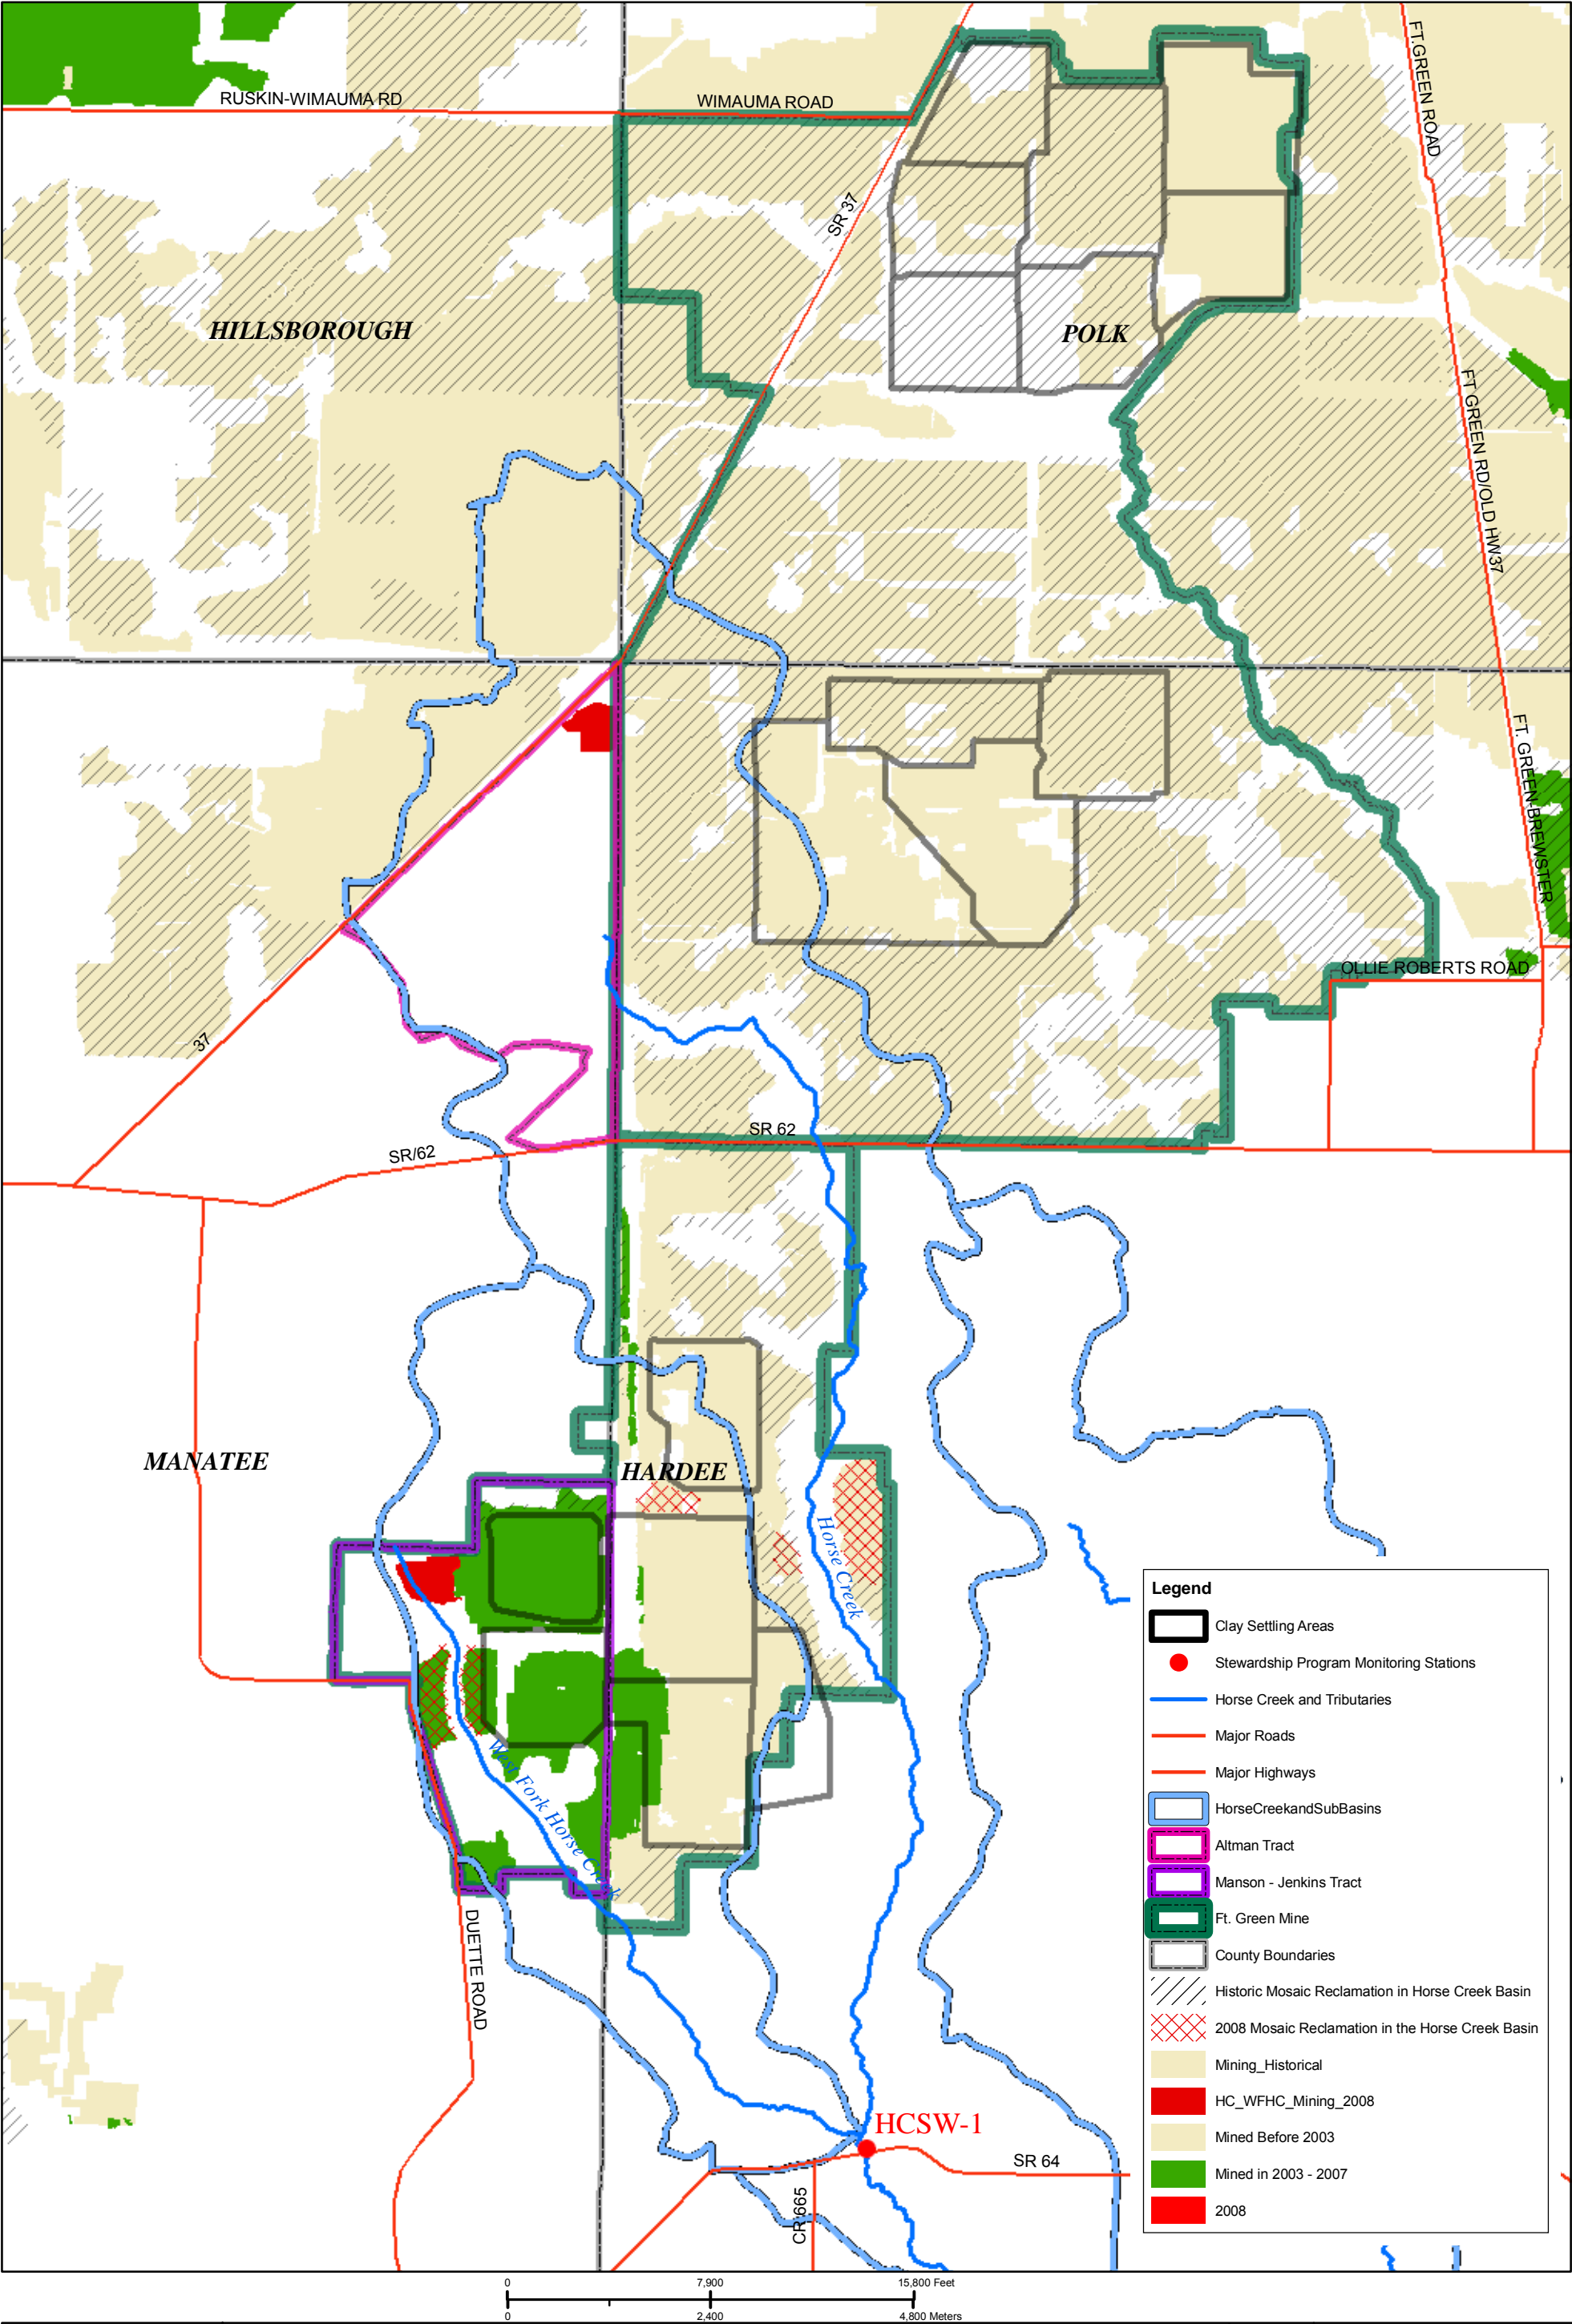 RUSKIN-WIMAUMA RD
WIMAUMA ROAD
FT.GREEN ROAD
SR 37
HILLSBOROUGH
POLK
FT GREEN RD/OLD HW37
FT. GREEN-BREWSTER
OLLIE ROBERTS ROAD
37
SR 62
SR/62
MANATEE
HARDEE
Horse Creek
West Fork Horse Creek
DUETTE ROAD
HCSW-1
SR 64
CR 665
Legend
Clay Settling Areas
Stewardship Program Monitoring Stations
Horse Creek and Tributaries
Major Roads
Major Highways
HorseCreekandSubBasins
Altman Tract
Manson - Jenkins Tract
Ft. Green Mine
County Boundaries
Historic Mosaic Reclamation in Horse Creek Basin
2008 Mosaic Reclamation in the Horse Creek Basin
Mining_Historical
HC_WFHC_Mining_2008
Mined Before 2003
Mined in 2003 - 2007
2008
0 7,900 15,800 Feet
0 2,400 4,800 Meters